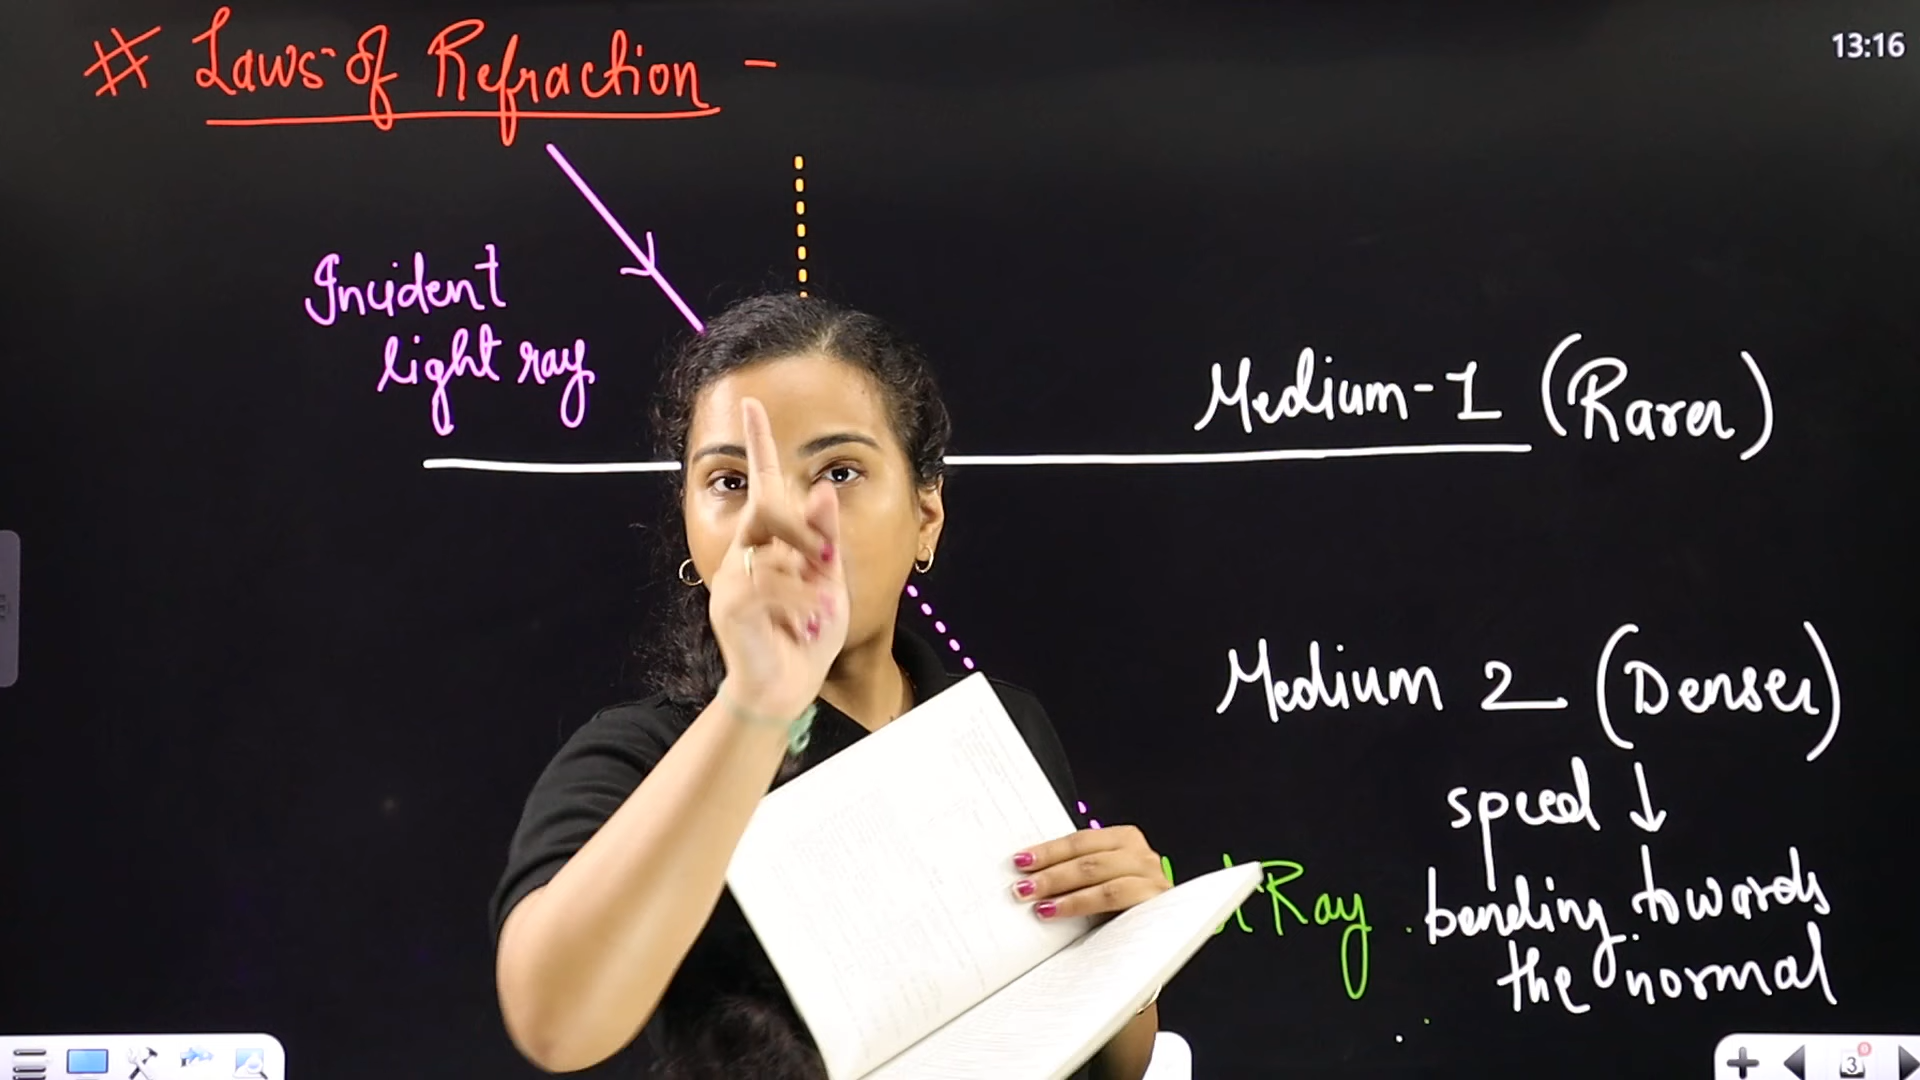 # Laws of Refraction -
13:16
Incident
light ray
Medium-1 (Rarer)
Medium 2 (Denser)
speed ↓
Ray
bending towards
the normal
3